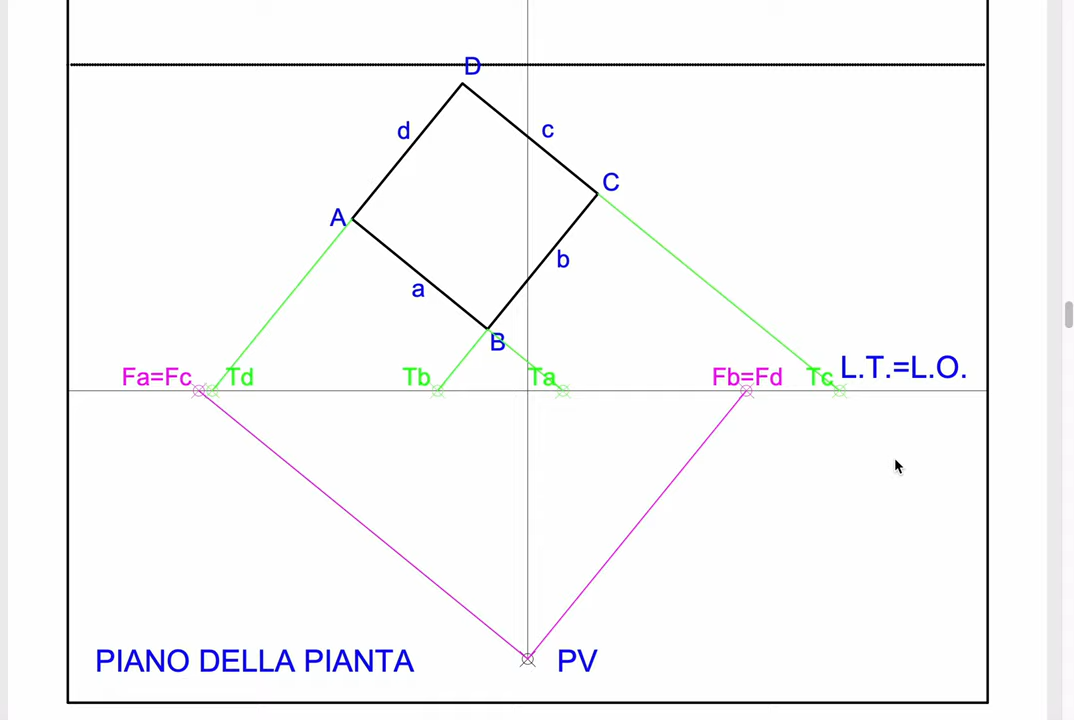 D
d
c
C
A
b
a
B
L.T.=L.O.
Fa=Fc
Td
Tb
Ta
Fb=Fd
Tc
PIANO DELLA PIANTA
PV